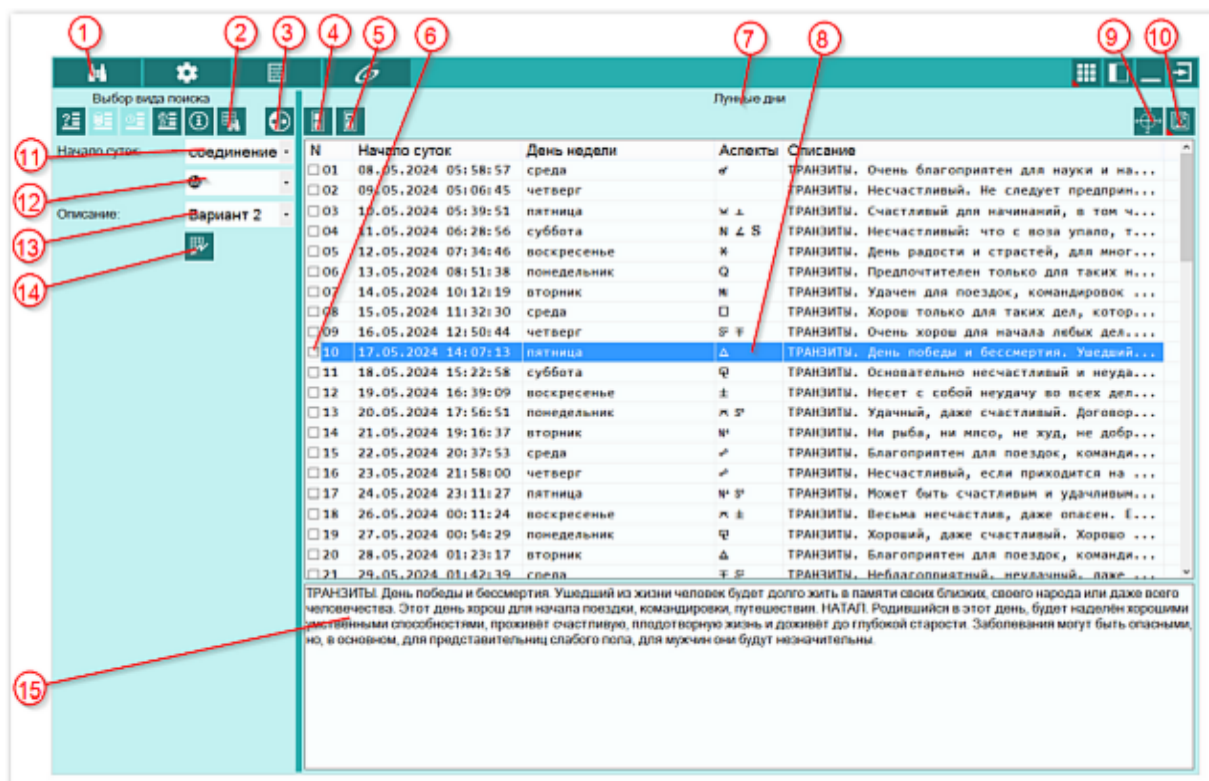 1 2 3 4 5 6 7 8 9 10
Выбор вида поиска
Лунные дни
11
Начало суток:
Соединение
12
13
Описание:
Вариант 2
14
N Начало суток День недели Аспекты Описание
01 08.05.2024 05:58:57 среда ТРАНЗИТЫ. Очень благоприятен для науки и на...
02 09.05.2024 05:06:45 четверг ТРАНЗИТЫ. Несчастливый. Не следует предприн...
03 10.05.2024 05:39:51 пятница ТРАНЗИТЫ. Счастливый для начинаний, в том ч...
04 11.05.2024 06:28:56 суббота ТРАНЗИТЫ. Несчастливый: что с воза упало, т...
05 12.05.2024 07:34:46 воскресенье ТРАНЗИТЫ. День радости и страстей, для мног...
06 13.05.2024 08:51:38 понедельник Q ТРАНЗИТЫ. Предпочтителен только для таких н...
07 14.05.2024 10:12:19 вторник ТРАНЗИТЫ. Удачен для поездок, командировок ...
08 15.05.2024 11:32:30 среда □ ТРАНЗИТЫ. Хорош только для таких дел, котор...
09 16.05.2024 12:50:44 четверг ТРАНЗИТЫ. Очень хорош для начала любых дел....
10 17.05.2024 14:07:13 пятница △ ТРАНЗИТЫ. День победы и бессмертия. Ушедший...
11 18.05.2024 15:22:58 суббота ТРАНЗИТЫ. Основательно несчастливый и неуда...
12 19.05.2024 16:39:09 воскресенье ± ТРАНЗИТЫ. Несет с собой неудачу во всех дел...
13 20.05.2024 17:56:51 понедельник ТРАНЗИТЫ. Удачный, даже счастливый. Договор...
14 21.05.2024 19:16:37 вторник ТРАНЗИТЫ. Ни рыба, ни мясо, не худ, не добр...
15 22.05.2024 20:37:53 среда ТРАНЗИТЫ. Благоприятен для поездок, команди...
16 23.05.2024 21:58:00 четверг ТРАНЗИТЫ. Несчастливый, если приходится на ...
17 24.05.2024 23:11:27 пятница ТРАНЗИТЫ. Может быть счастливым и удачливым...
18 26.05.2024 00:11:24 воскресенье ТРАНЗИТЫ. Весьма несчастлив, даже опасен. Е...
19 27.05.2024 00:54:29 понедельник ТРАНЗИТЫ. Хороший, даже счастливый. Хорошо ...
20 28.05.2024 01:23:17 вторник △ ТРАНЗИТЫ. Благоприятен для поездок, команди...
21 29.05.2024 01:42:39 среда ТРАНЗИТЫ. Неблагоприятный, неудачный, даже
ТРАНЗИТЫ. День победы и бессмертия. Ушедший из жизни человек будет долго жить в памяти своих близких, своего народа или даже всего
человечества. Этот день хорош для начала поездки, командировки, путешествия. НАТАЛ. Родившийся в этот день, будет наделён хорошими
умственными способностями, проживёт счастливую, плодотворную жизнь и доживёт до глубокой старости. Заболевания могут быть опасными,
но, в основном, для представительниц слабого пола, для мужчин они будут незначительны.
15